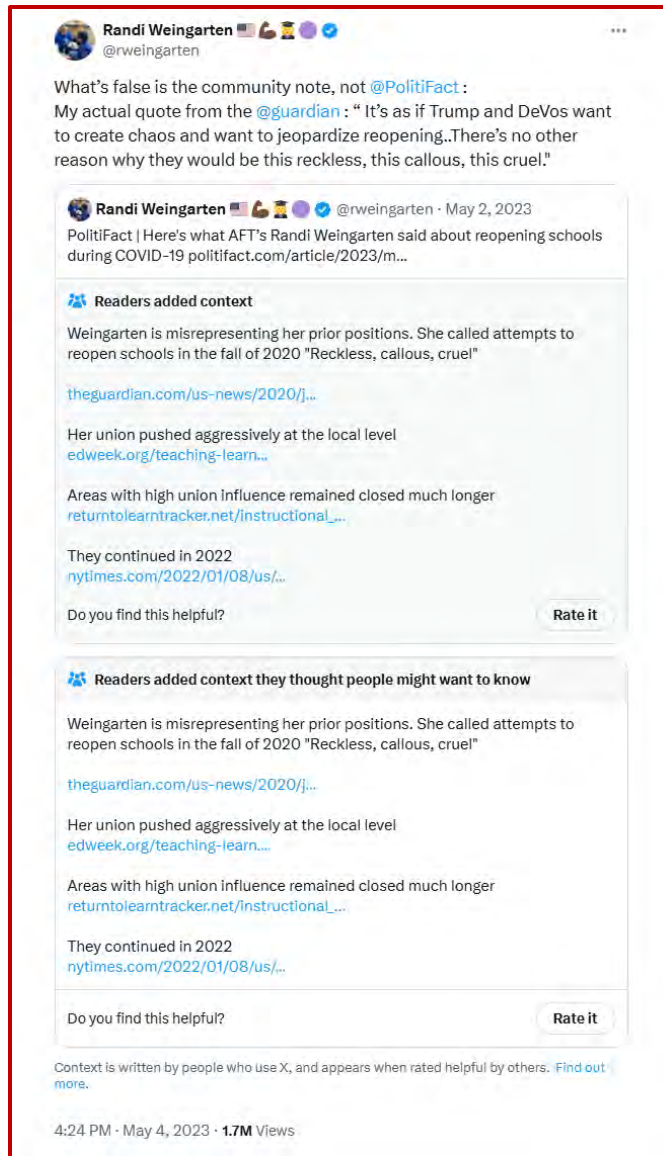 Randi Weingarten 🇺🇸💪🏿👩‍🎓🟣
@rweingarten
What's false is the community note, not @PolitiFact :
My actual quote from the @guardian : “ It's as if Trump and DeVos want
to create chaos and want to jeopardize reopening..There's no other
reason why they would be this reckless, this callous, this cruel."
Randi Weingarten 🇺🇸💪🏿👩‍🎓🟣 @rweingarten · May 2, 2023
PolitiFact | Here's what AFT's Randi Weingarten said about reopening schools
during COVID-19 politifact.com/article/2023/m...
Readers added context
Weingarten is misrepresenting her prior positions. She called attempts to
reopen schools in the fall of 2020 "Reckless, callous, cruel"
theguardian.com/us-news/2020/j...
Her union pushed aggressively at the local level
edweek.org/teaching-learn...
Areas with high union influence remained closed much longer
returntolearntracker.net/instructional_...
They continued in 2022
nytimes.com/2022/01/08/us/...
Do you find this helpful?
Rate it
Readers added context they thought people might want to know
Weingarten is misrepresenting her prior positions. She called attempts to
reopen schools in the fall of 2020 "Reckless, callous, cruel"
theguardian.com/us-news/2020/j...
Her union pushed aggressively at the local level
edweek.org/teaching-learn...
Areas with high union influence remained closed much longer
returntolearntracker.net/instructional_...
They continued in 2022
nytimes.com/2022/01/08/us/...
Do you find this helpful?
Rate it
Context is written by people who use X, and appears when rated helpful by others. Find out
more.
4:24 PM · May 4, 2023 · 1.7M Views